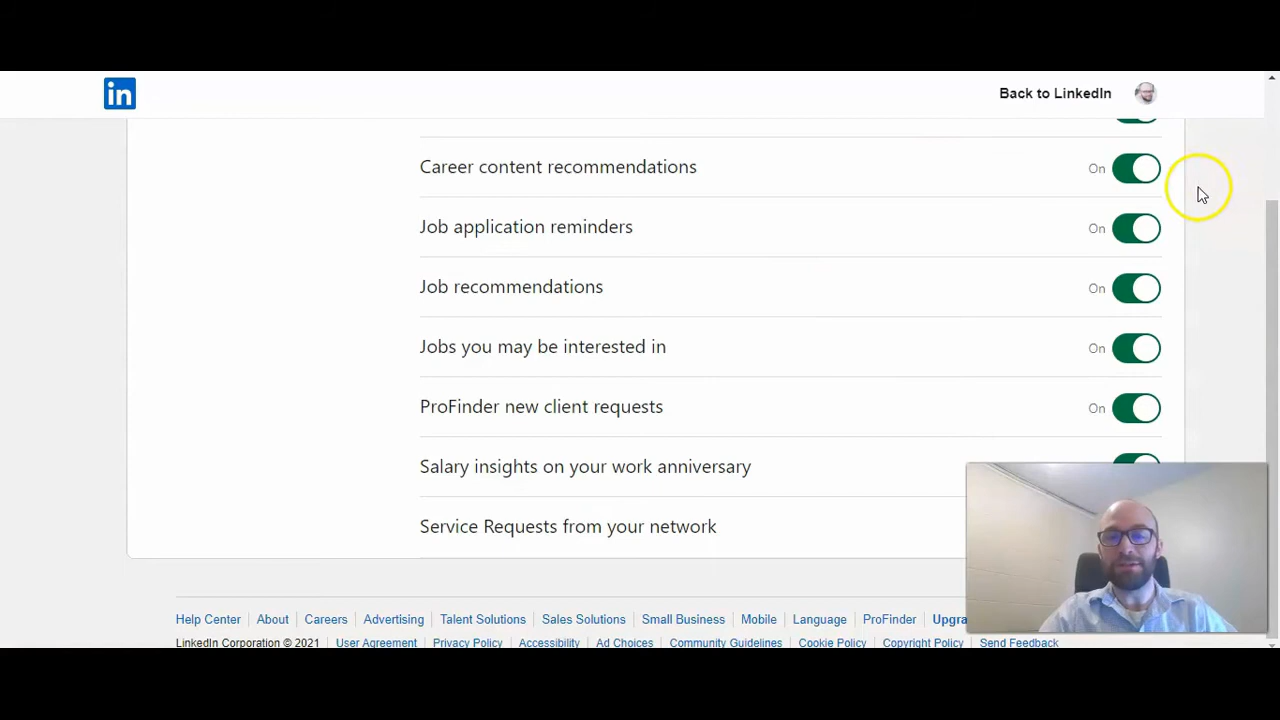 in
Back to LinkedIn
Career content recommendations On
Job application reminders On
Job recommendations On
Jobs you may be interested in On
ProFinder new client requests On
Salary insights on your work anniversary
Service Requests from your network
Help Center About Careers Advertising Talent Solutions Sales Solutions Small Business Mobile Language ProFinder
LinkedIn Corporation © 2021 User Agreement Privacy Policy Accessibility Ad Choices Community Guidelines Cookie Policy Copyright Policy Send Feedback